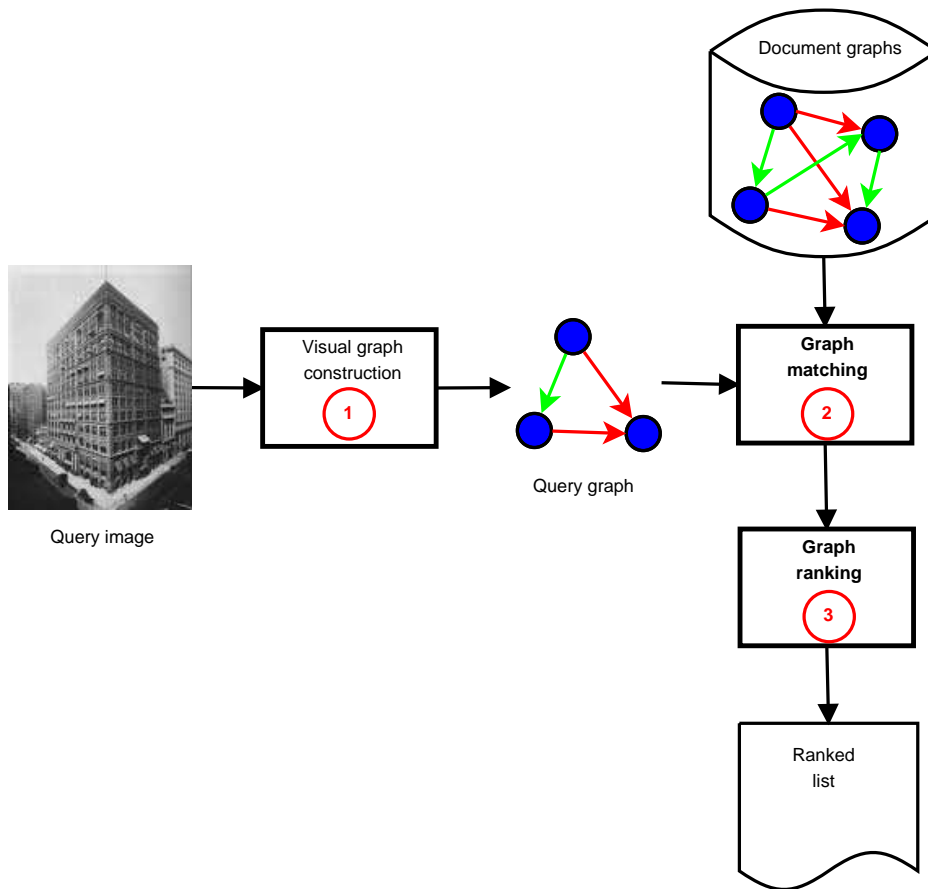 Document graphs
Visual graph
construction
1
Graph
matching
2
Query graph
Query image
Graph
ranking
3
Ranked
list